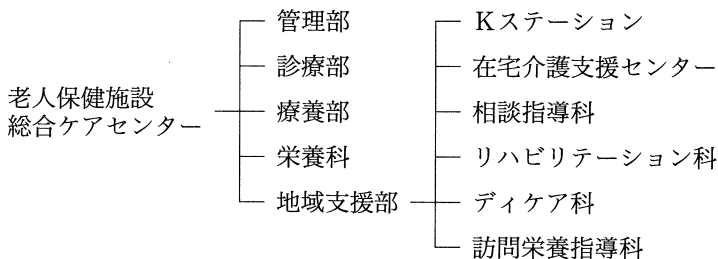 老人保健施設
総合ケアセンター
管理部
診療部
療養部
栄養科
地域支援部
Kステーション
在宅介護支援センター
相談指導科
リハビリテーション科
ディケア科
訪問栄養指導科